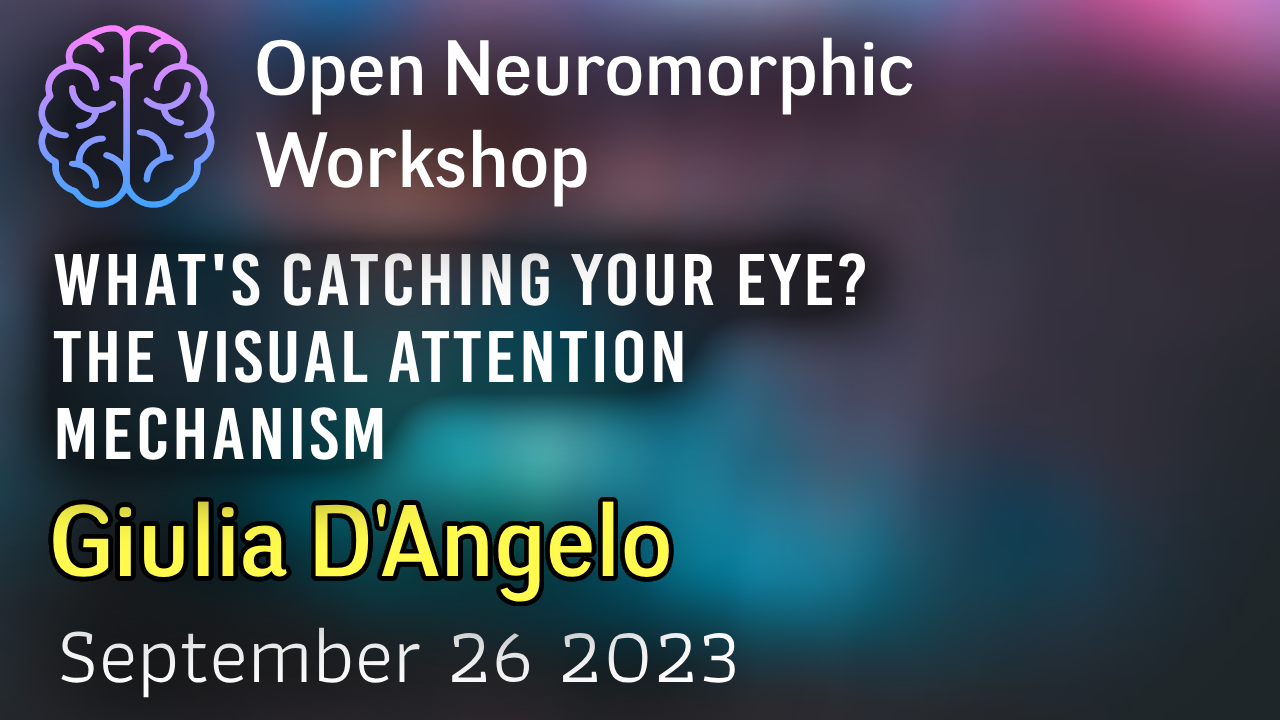 Open Neuromorphic
Workshop
WHAT'S CATCHING YOUR EYE?
THE VISUAL ATTENTION
MECHANISM
Giulia D'Angelo
September 26 2023